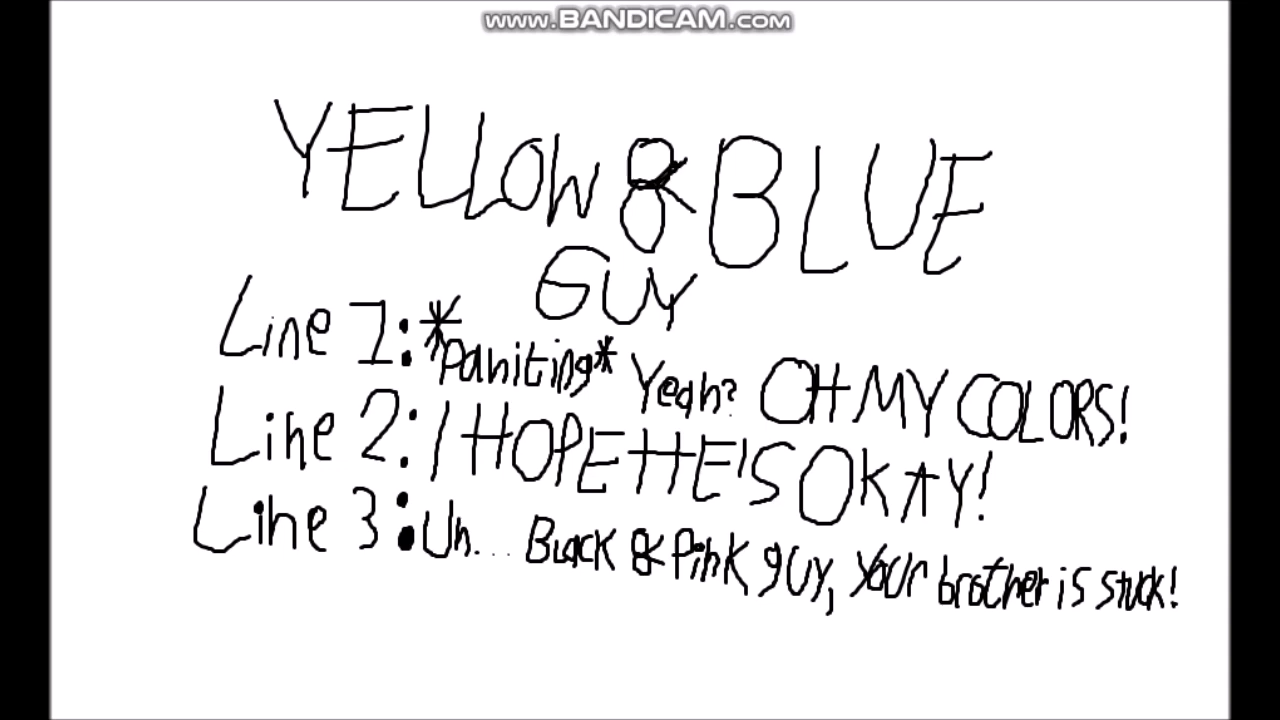 www.BANDICAM.com
YELLOW & BLUE
GUY
Line 1: *Paniting* Yeah? OH MY COLORS!
Line 2: I HOPE HE'S OKAY!
Line 3: Uh... Black & Pink guy, your brother is stuck!